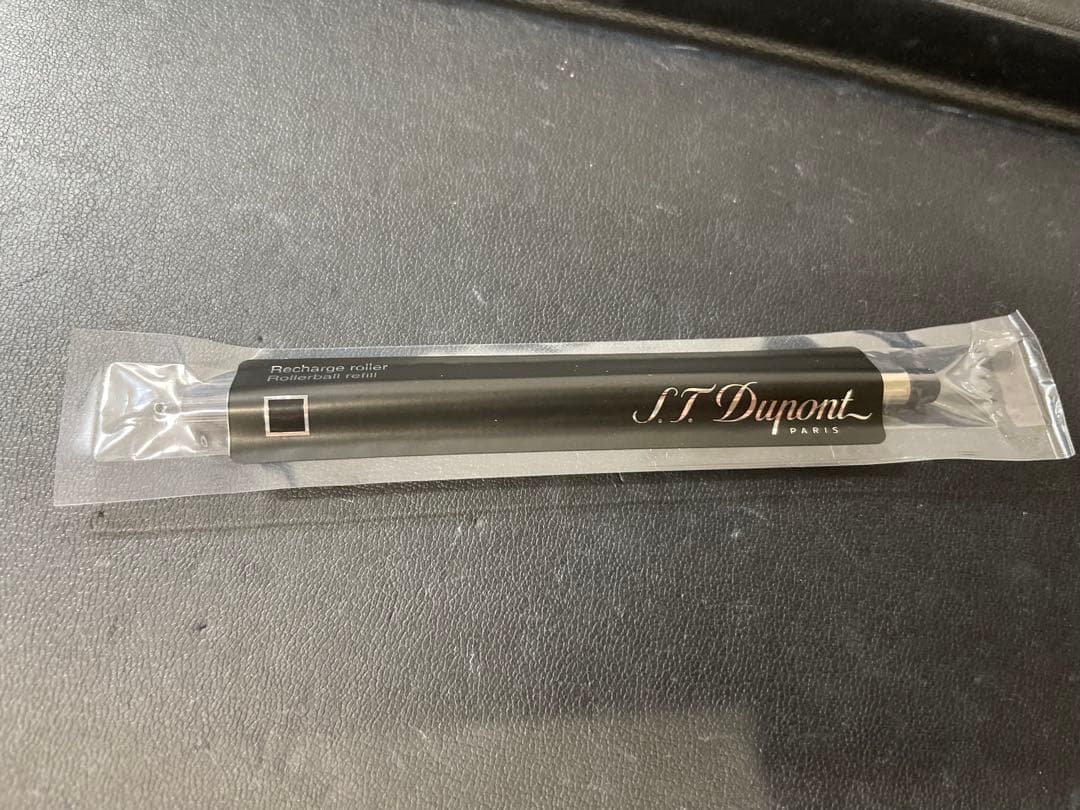 Recharge roller
Rollerball refill
S.T. Dupont
PARIS